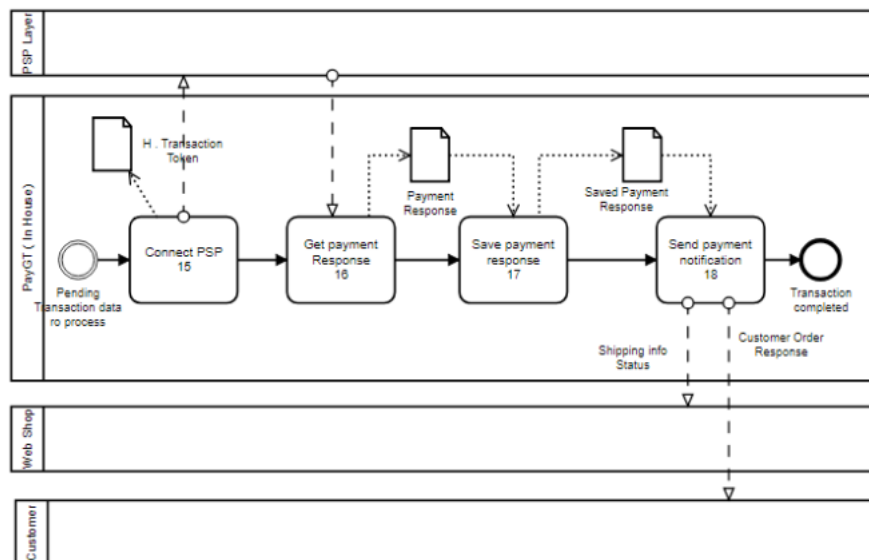 PSP Layer
PayGT ( In House)
H . Transaction
Token
Payment
Response
Saved Payment
Response
Connect PSP
15
Get payment
Response
16
Save payment
response
17
Send payment
notification
18
Pending
Transaction data
ro process
Transaction
completed
Shipping info
Status
Customer Order
Response
Web Shop
Customer